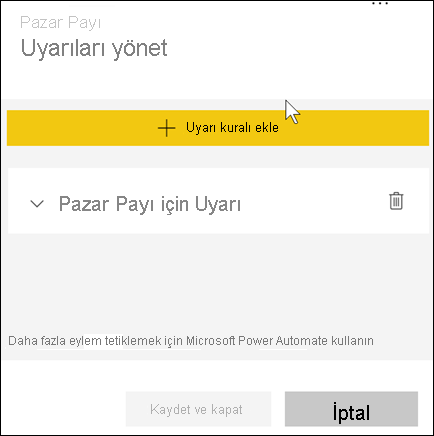 Pazar Payı
Uyarıları yönet
Uyarı kuralı ekle
Pazar Payı için Uyarı
Daha fazla eylem tetiklemek için Microsoft Power Automate kullanın
Kaydet ve kapat
İptal